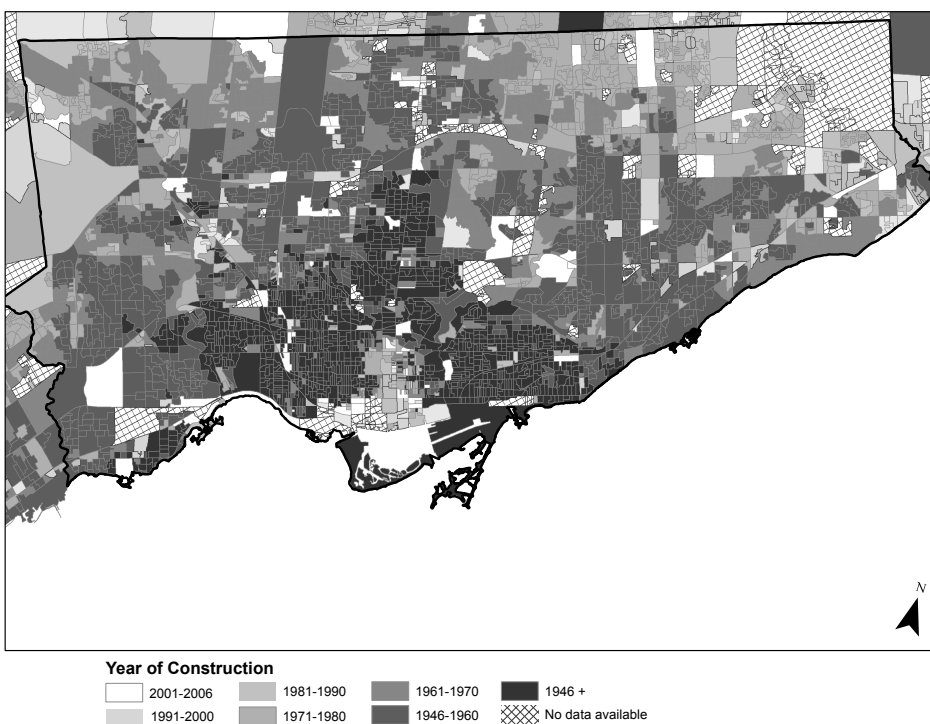 N
Year of Construction
2001-2006 1981-1990 1961-1970 1946 +
1991-2000 1971-1980 1946-1960 No data available